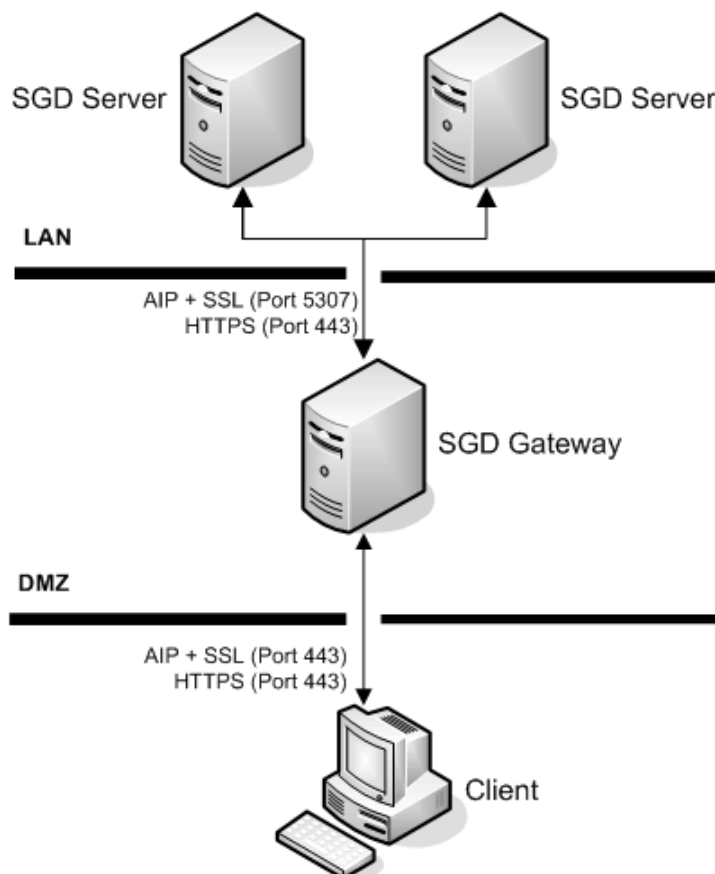 SGD Server
SGD Server
LAN
AIP + SSL (Port 5307)
HTTPS (Port 443)
SGD Gateway
DMZ
AIP + SSL (Port 443)
HTTPS (Port 443)
Client